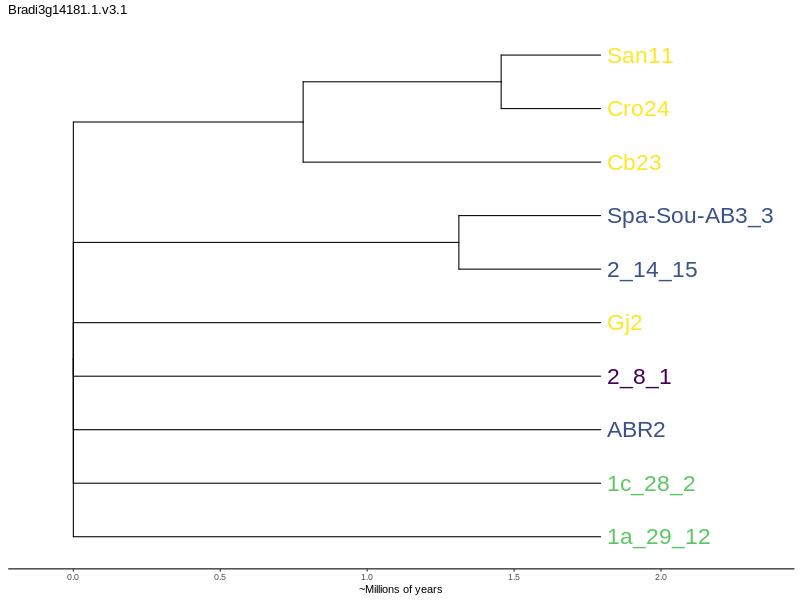 Bradi3g14181.1.v3.1
San11
Cro24
Cb23
Spa-Sou-AB3_3
2_14_15
Gj2
2_8_1
ABR2
1c_28_2
1a_29_12
0.0 0.5 1.0 1.5 2.0
~Millions of years